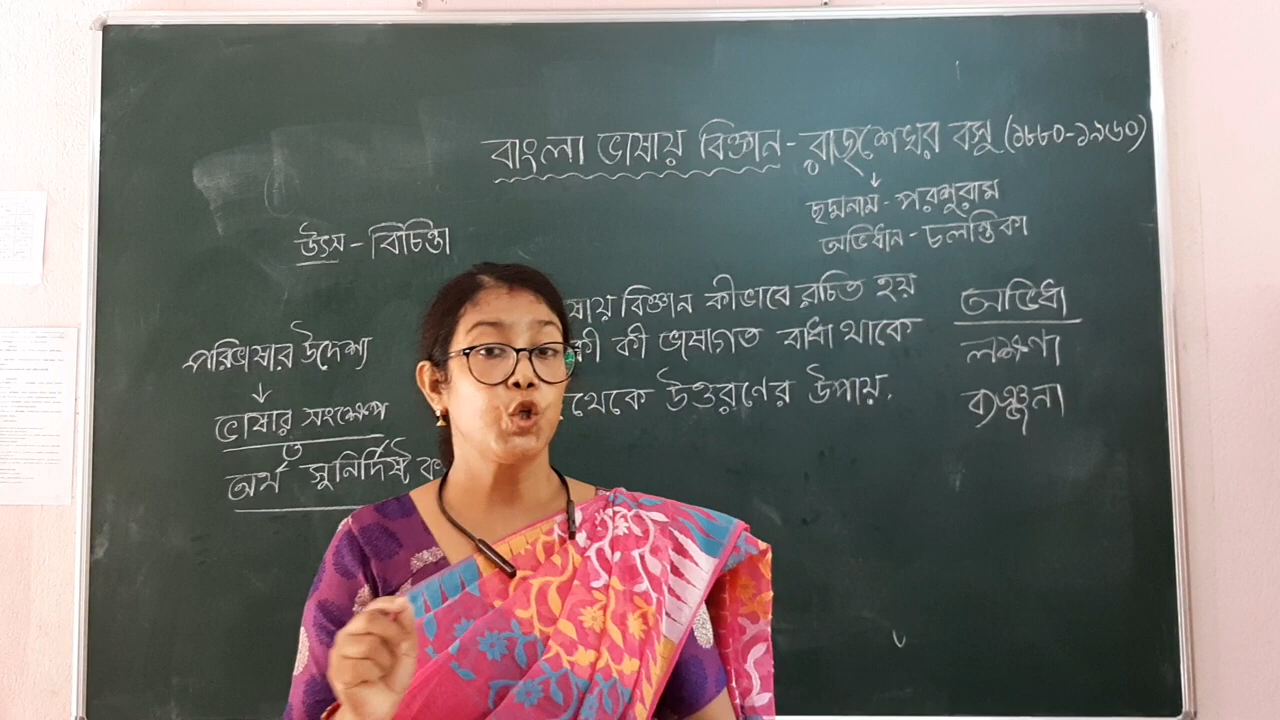 বাংলা ভাষায় বিজ্ঞান - রাজশেখর বসু (১৮৮০-১৯৬০)
ছদ্মনাম - পরশুরাম
অভিধান - চলন্তিকা
উৎস - বিচিন্তা
ষায় বিজ্ঞান কীভাবে রচিত হয়
কী কী ভাষাগত বাধা থাকে
থেকে উত্তরণের উপায়.
অভিধা
লক্ষণা
ব্যঞ্জনা
পরিভাষার উদ্দেশ্য
↓
ভাষার সংক্ষেপ
ও
অর্থ সুনির্দিষ্ট ক